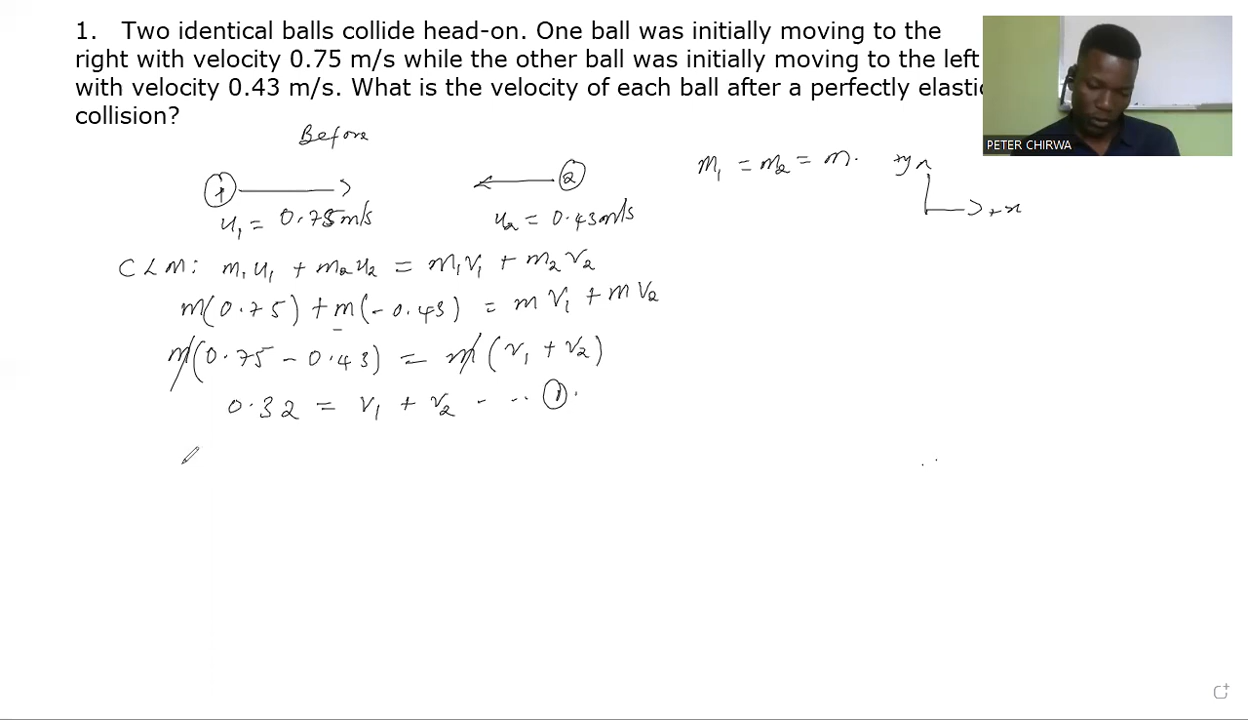 1. Two identical balls collide head-on. One ball was initially moving to the
right with velocity 0.75 m/s while the other ball was initially moving to the left
with velocity 0.43 m/s. What is the velocity of each ball after a perfectly elastic
collision?
PETER CHIRWA
Before
1 2
m₁ = m₂ = m.
+y
+x
u₁ = 0.75m/s u₂ = 0.43m/s
CLM: m₁u₁ + m₂u₂ = m₁v₁ + m₂v₂
m(0.75) + m(-0.43) = m v₁ + m v₂
m(0.75 - 0.43) = m(v₁ + v₂)
0.32 = v₁ + v₂ - ... ①.